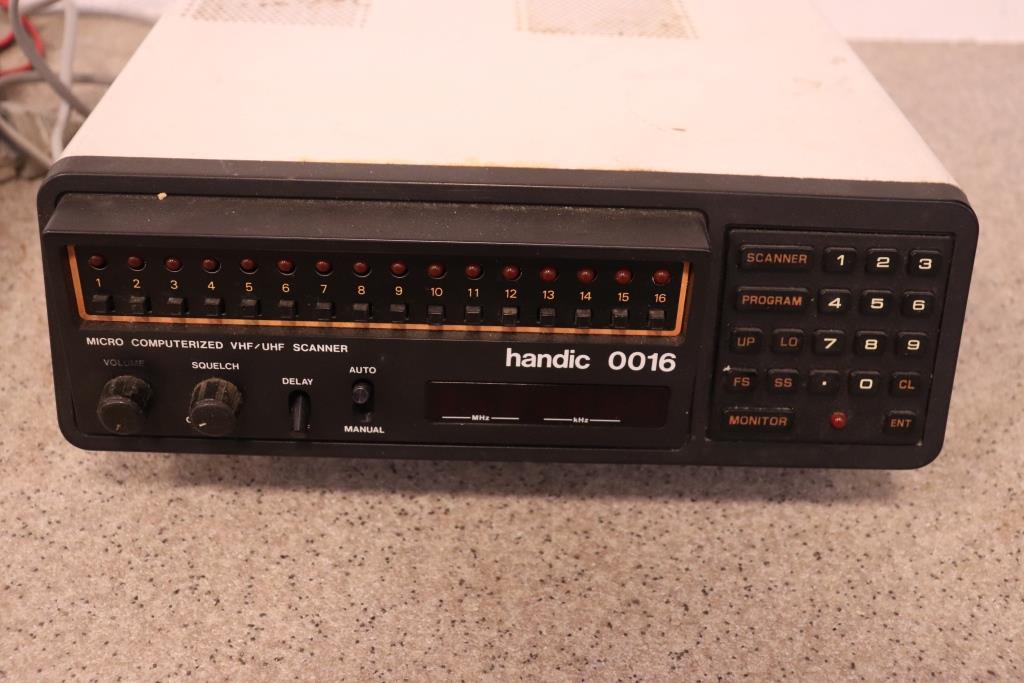 1 2 3 4 5 6 7 8 9 10 11 12 13 14 15 16
MICRO COMPUTERIZED VHF/UHF SCANNER
handic 0016
VOLUME SQUELCH DELAY AUTO
MANUAL
MHz kHz
SCANNER 1 2 3
PROGRAM 4 5 6
UP LO 7 8 9
FS SS . 0 CL
MONITOR ENT